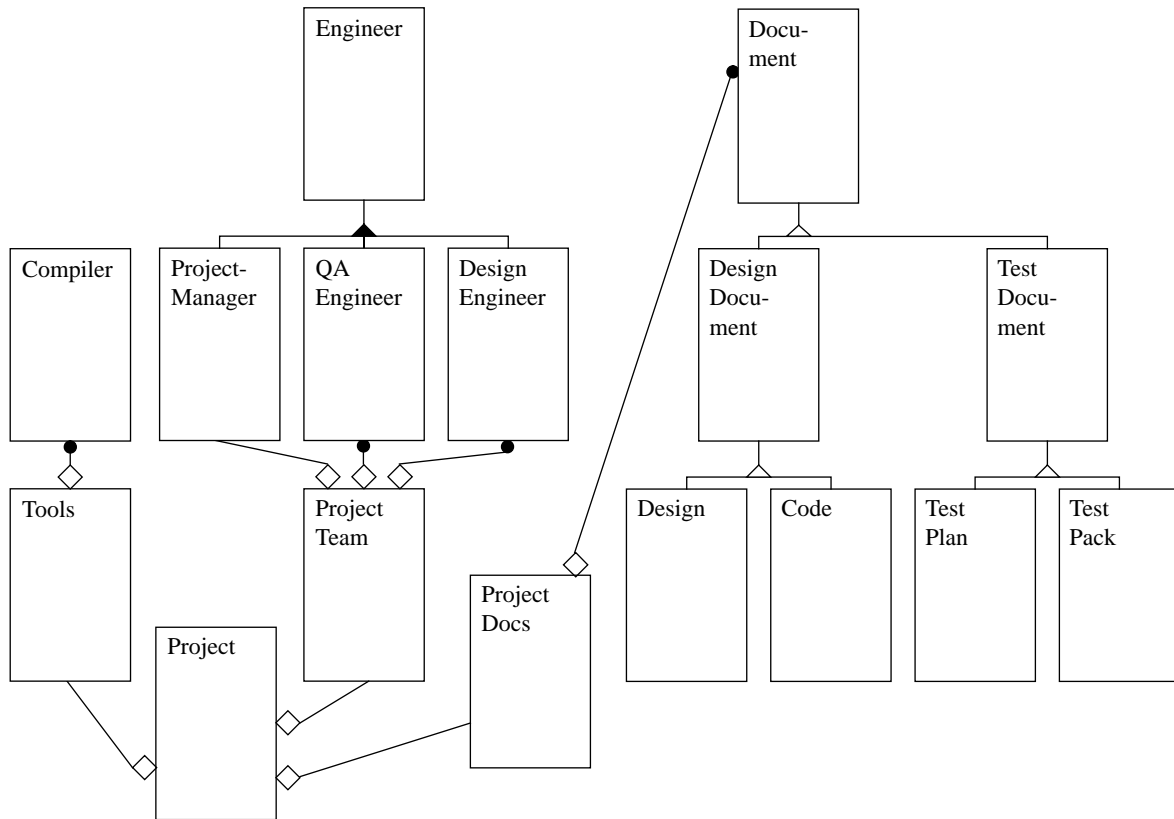 Engineer
Docu-
ment
Compiler
Project-
Manager
QA
Engineer
Design
Engineer
Design
Docu-
ment
Test
Docu-
ment
Tools
Project
Team
Design
Code
Test
Plan
Test
Pack
Project
Docs
Project